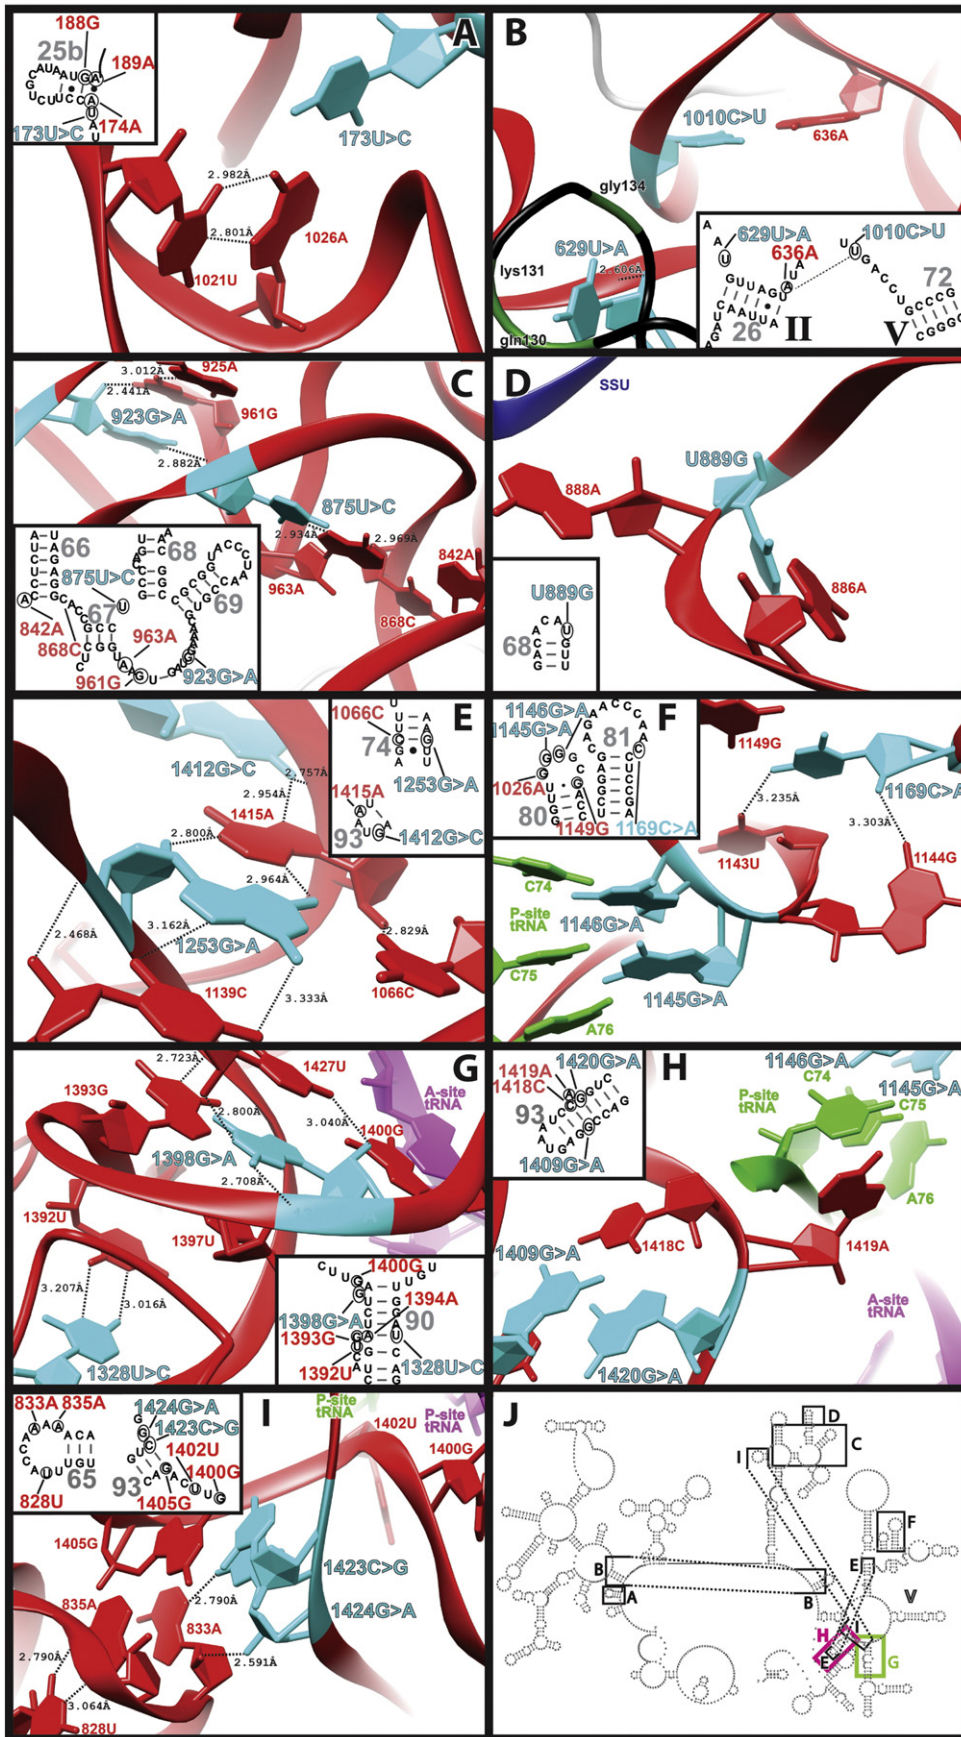 A
188G
25b
189A
173U>C
174A
173U>C
2.982Å
2.801Å
1026A
1021U
B
1010C>U
636A
gly134
629U>A
lys131
2.606Å
gln130
629U>A
1010C>U
636A
72
26
II
V
C
3.012Å
925A
2.441Å
961G
923G>A
2.882Å
875U>C
2.934Å
2.969Å
842A
963A
868C
66
68
875U>C
67
69
842A
963A
868C
961G
923G>A
D
SSU
U889G
888A
886A
U889G
68
E
1412G>C
2.757Å
2.954Å
1415A
2.800Å
2.964Å
3.162Å
2.468Å
1253G>A
2.829Å
1139C
3.333Å
1066C
1066C
74
1253G>A
1415A
93
1412G>C
F
1146G>A
1145G>A
81
1026A
80
1149G
1169C>A
1149G
1169C>A
3.235Å
3.303Å
1143U
1144G
C74
P-site
tRNA
1146G>A
C75
1145G>A
A76
G
2.723Å
1427U
1393G
A-site
tRNA
2.800Å
3.040Å
1400G
1398G>A
2.708Å
1392U
1397U
3.207Å
3.016Å
1328U>C
1400G
1394A
1398G>A
90
1393G
1392U
1328U>C
H
1420G>A
1419A
1418C
93
1409G>A
1146G>A
C74
1145G>A
P-site
tRNA
C75
A76
1418C
1419A
1409G>A
A-site
tRNA
1420G>A
I
833A
835A
1424G>A
1423C>G
1402U
1400G
65
93
828U
1405G
P-site
tRNA
P-site
tRNA
1402U
1400G
1405G
1423C>G
2.790Å
835A
1424G>A
833A
2.790Å
2.591Å
3.064Å
828U
J
D
C
I
F
B
E
A
B
V
H
I
E
G